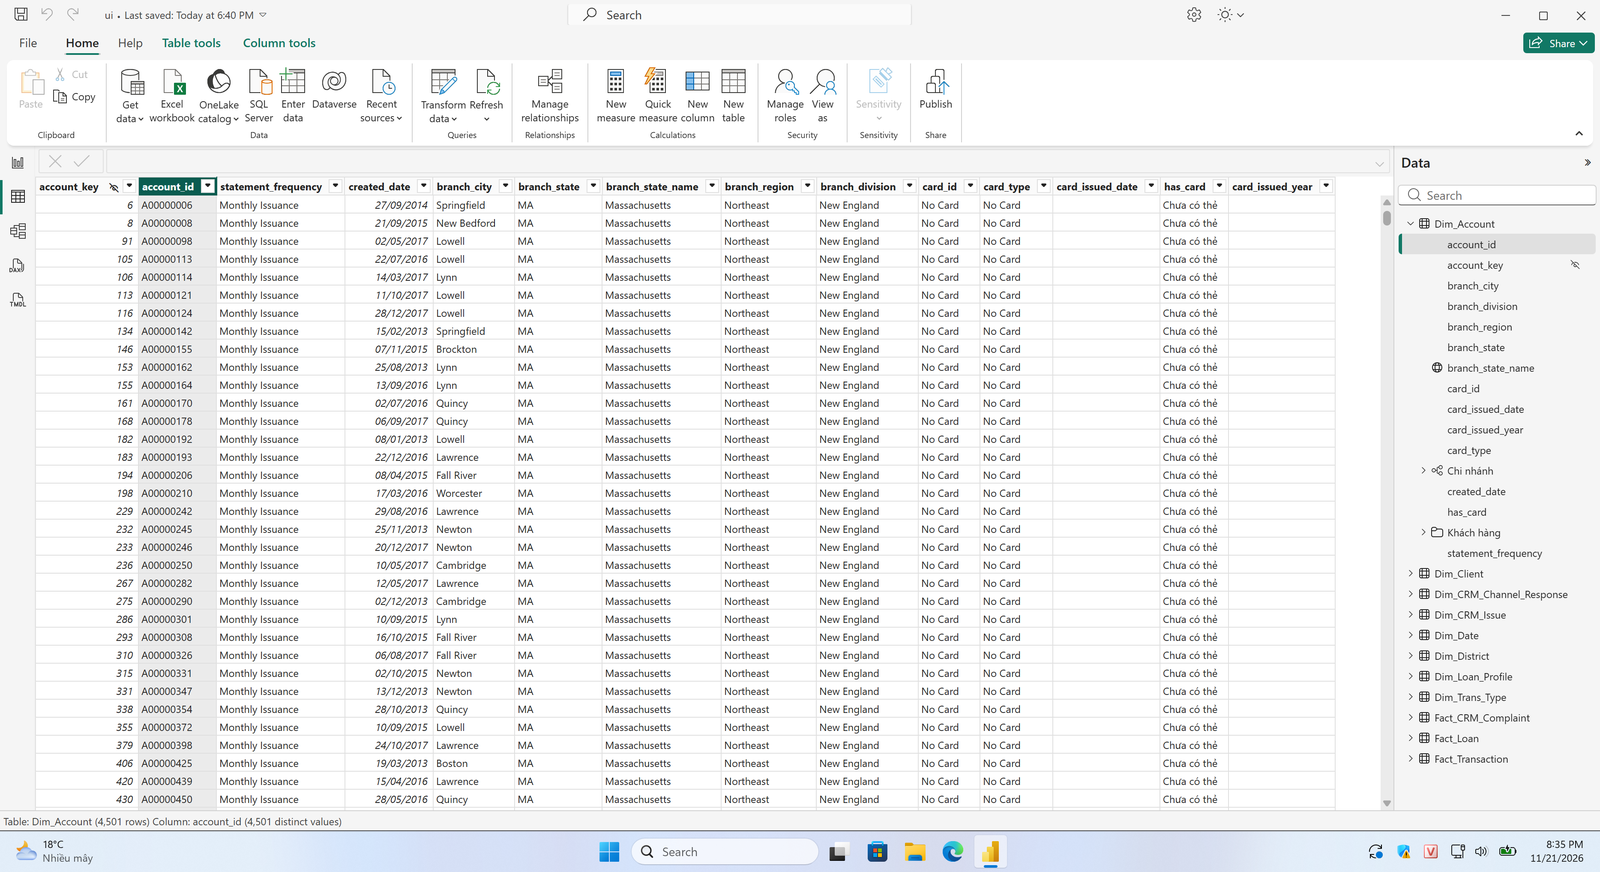 ui • Last saved: Today at 6:40 PM
Search
File Home Help Table tools Column tools
Share
Paste
Cut
Copy
Get data
Excel workbook
OneLake catalog
SQL Server
Enter data
Dataverse
Recent sources
Transform data
Refresh
Manage relationships
New measure
Quick measure
New column
New table
Manage roles
View as
Sensitivity
Publish
Clipboard Data Queries Relationships Calculations Security Sensitivity Share
account_key account_id statement_frequency created_date branch_city branch_state branch_state_name branch_region branch_division card_id card_type card_issued_date has_card card_issued_year
6 A00000006 Monthly Issuance 27/09/2014 Springfield MA Massachusetts Northeast New England No Card No Card Chưa có thẻ
8 A00000008 Monthly Issuance 21/09/2015 New Bedford MA Massachusetts Northeast New England No Card No Card Chưa có thẻ
91 A00000098 Monthly Issuance 02/05/2017 Lowell MA Massachusetts Northeast New England No Card No Card Chưa có thẻ
105 A00000113 Monthly Issuance 22/07/2016 Lowell MA Massachusetts Northeast New England No Card No Card Chưa có thẻ
106 A00000114 Monthly Issuance 14/03/2017 Lynn MA Massachusetts Northeast New England No Card No Card Chưa có thẻ
113 A00000121 Monthly Issuance 11/10/2017 Lowell MA Massachusetts Northeast New England No Card No Card Chưa có thẻ
116 A00000124 Monthly Issuance 28/12/2017 Lowell MA Massachusetts Northeast New England No Card No Card Chưa có thẻ
134 A00000142 Monthly Issuance 15/02/2013 Springfield MA Massachusetts Northeast New England No Card No Card Chưa có thẻ
146 A00000155 Monthly Issuance 07/11/2015 Brockton MA Massachusetts Northeast New England No Card No Card Chưa có thẻ
153 A00000162 Monthly Issuance 25/08/2013 Lynn MA Massachusetts Northeast New England No Card No Card Chưa có thẻ
155 A00000164 Monthly Issuance 13/09/2016 Lynn MA Massachusetts Northeast New England No Card No Card Chưa có thẻ
161 A00000170 Monthly Issuance 02/07/2016 Quincy MA Massachusetts Northeast New England No Card No Card Chưa có thẻ
168 A00000178 Monthly Issuance 06/09/2017 Quincy MA Massachusetts Northeast New England No Card No Card Chưa có thẻ
182 A00000192 Monthly Issuance 08/01/2013 Lowell MA Massachusetts Northeast New England No Card No Card Chưa có thẻ
183 A00000193 Monthly Issuance 22/12/2016 Lawrence MA Massachusetts Northeast New England No Card No Card Chưa có thẻ
194 A00000206 Monthly Issuance 08/04/2015 Fall River MA Massachusetts Northeast New England No Card No Card Chưa có thẻ
198 A00000210 Monthly Issuance 17/03/2016 Worcester MA Massachusetts Northeast New England No Card No Card Chưa có thẻ
229 A00000242 Monthly Issuance 29/08/2016 Lawrence MA Massachusetts Northeast New England No Card No Card Chưa có thẻ
232 A00000245 Monthly Issuance 25/11/2013 Newton MA Massachusetts Northeast New England No Card No Card Chưa có thẻ
233 A00000246 Monthly Issuance 20/12/2017 Newton MA Massachusetts Northeast New England No Card No Card Chưa có thẻ
236 A00000250 Monthly Issuance 10/05/2017 Cambridge MA Massachusetts Northeast New England No Card No Card Chưa có thẻ
267 A00000282 Monthly Issuance 12/05/2017 Lawrence MA Massachusetts Northeast New England No Card No Card Chưa có thẻ
275 A00000290 Monthly Issuance 02/12/2013 Cambridge MA Massachusetts Northeast New England No Card No Card Chưa có thẻ
286 A00000301 Monthly Issuance 10/09/2015 Lynn MA Massachusetts Northeast New England No Card No Card Chưa có thẻ
293 A00000308 Monthly Issuance 16/10/2015 Fall River MA Massachusetts Northeast New England No Card No Card Chưa có thẻ
310 A00000326 Monthly Issuance 06/08/2017 Fall River MA Massachusetts Northeast New England No Card No Card Chưa có thẻ
315 A00000331 Monthly Issuance 02/10/2015 Newton MA Massachusetts Northeast New England No Card No Card Chưa có thẻ
331 A00000347 Monthly Issuance 13/12/2013 Newton MA Massachusetts Northeast New England No Card No Card Chưa có thẻ
338 A00000354 Monthly Issuance 28/10/2013 Quincy MA Massachusetts Northeast New England No Card No Card Chưa có thẻ
355 A00000372 Monthly Issuance 10/09/2015 Lowell MA Massachusetts Northeast New England No Card No Card Chưa có thẻ
379 A00000398 Monthly Issuance 24/10/2017 Lawrence MA Massachusetts Northeast New England No Card No Card Chưa có thẻ
406 A00000425 Monthly Issuance 19/03/2013 Boston MA Massachusetts Northeast New England No Card No Card Chưa có thẻ
420 A00000439 Monthly Issuance 15/04/2016 Lawrence MA Massachusetts Northeast New England No Card No Card Chưa có thẻ
430 A00000450 Monthly Issuance 28/05/2016 Quincy MA Massachusetts Northeast New England No Card No Card Chưa có thẻ
DAX
TMDL
Data
Search
Dim_Account
account_id
account_key
branch_city
branch_division
branch_region
branch_state
branch_state_name
card_id
card_issued_date
card_issued_year
card_type
Chi nhánh
created_date
has_card
Khách hàng
statement_frequency
Dim_Client
Dim_CRM_Channel_Response
Dim_CRM_Issue
Dim_Date
Dim_District
Dim_Loan_Profile
Dim_Trans_Type
Fact_CRM_Complaint
Fact_Loan
Fact_Transaction
Table: Dim_Account (4,501 rows) Column: account_id (4,501 distinct values)
18°C
Nhiều mây
Search
8:35 PM
11/21/2026